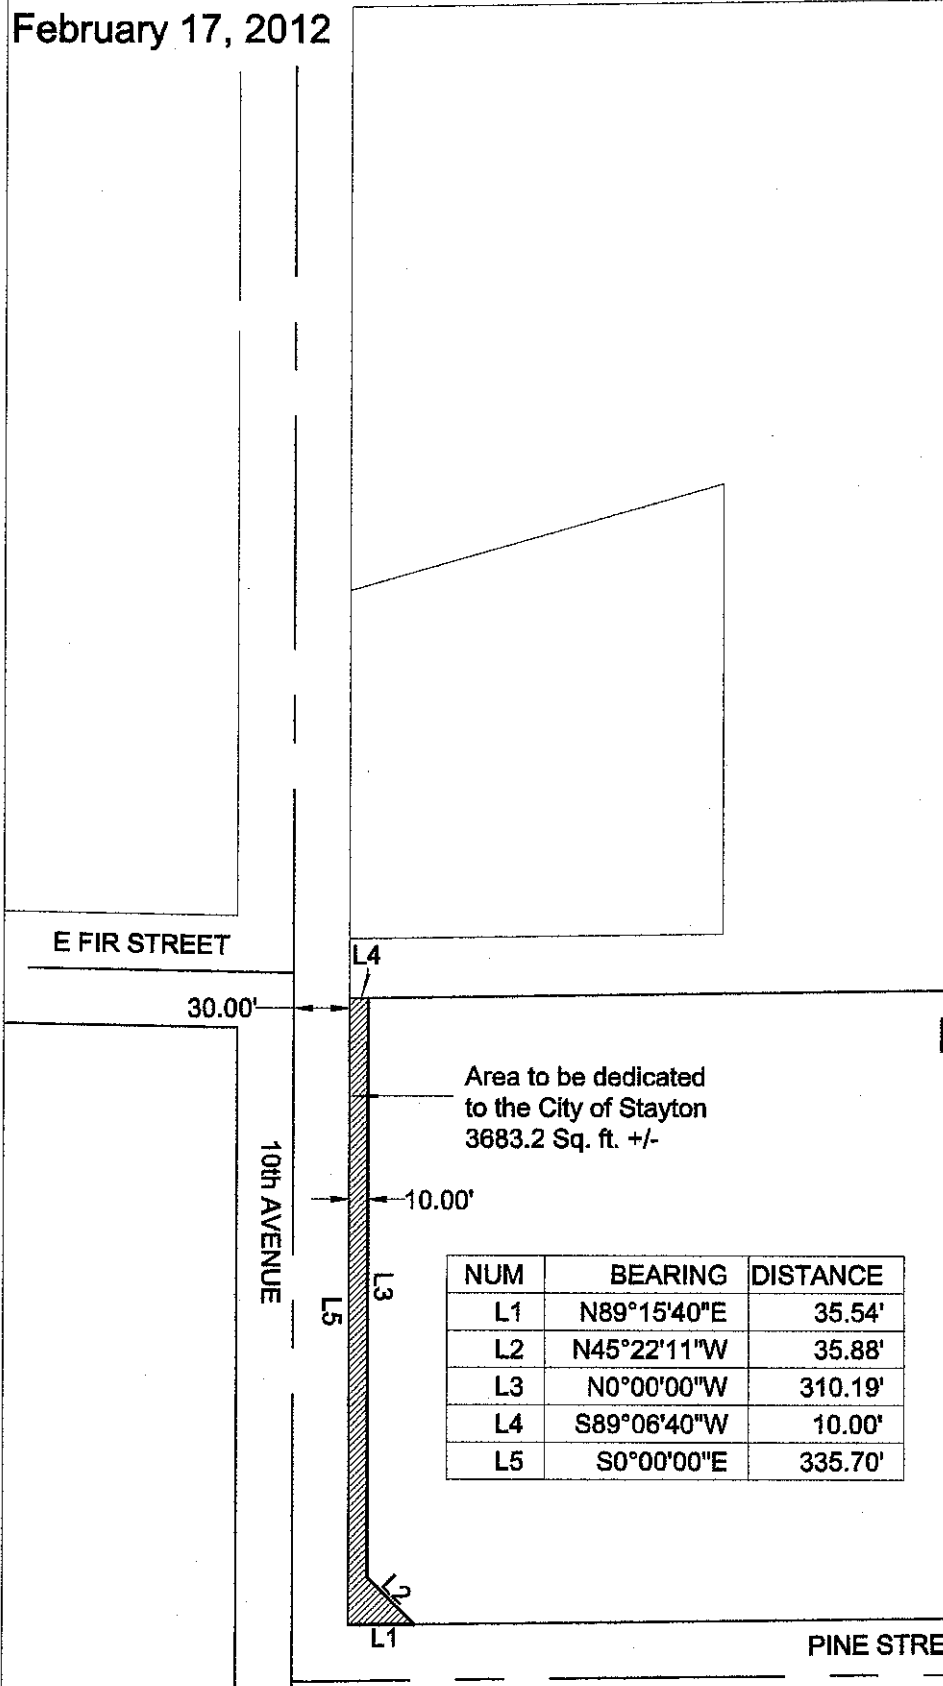 February 17, 2012
E FIR STREET
L4
30.00'
Area to be dedicated
to the City of Stayton
3683.2 Sq. ft. +/-
10th AVENUE
10.00'
L3
L5
NUM BEARING DISTANCE
L1 N89°15'40"E 35.54'
L2 N45°22'11"W 35.88'
L3 N0°00'00"W 310.19'
L4 S89°06'40"W 10.00'
L5 S0°00'00"E 335.70'
L2
L1
PINE STRE